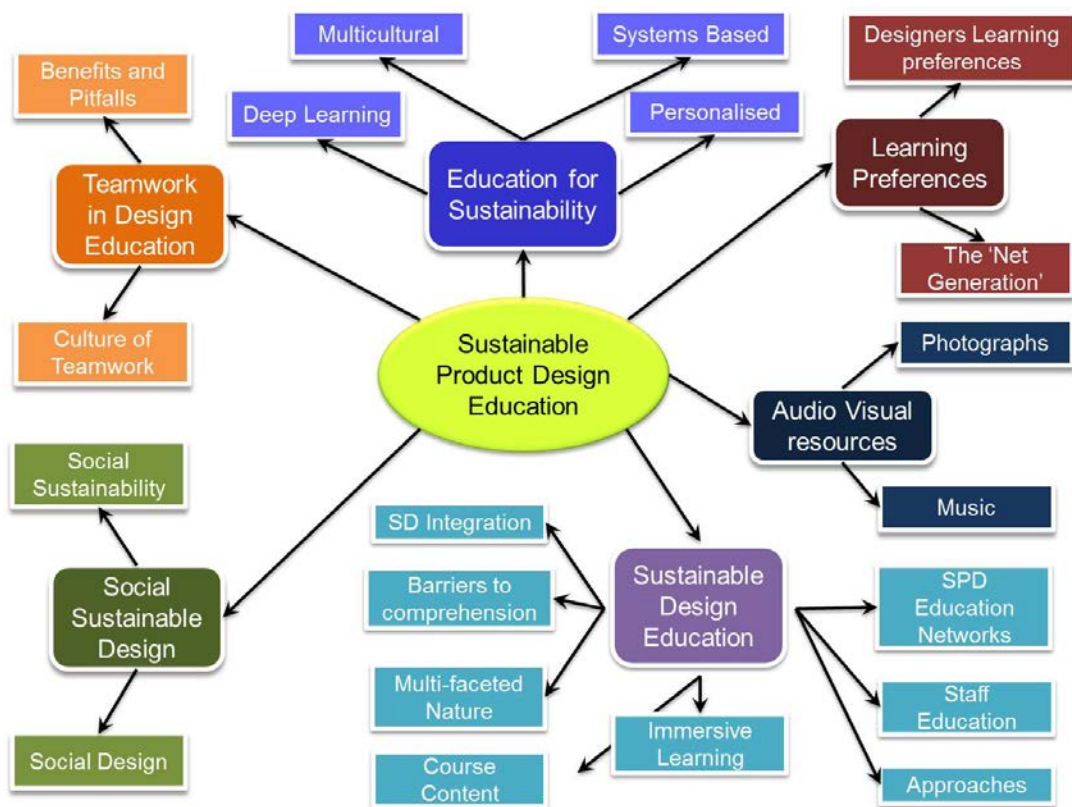 Multicultural
Systems Based
Designers Learning
preferences
Benefits and
Pitfalls
Deep Learning
Personalised
Education for
Sustainability
Learning
Preferences
Teamwork
in Design
Education
The ‘Net
Generation’
Culture of
Teamwork
Sustainable
Product Design
Education
Photographs
Audio Visual
resources
Social
Sustainability
Music
SD Integration
Social
Sustainable
Design
Barriers to
comprehension
Sustainable
Design
Education
SPD
Education
Networks
Multi-faceted
Nature
Staff
Education
Immersive
Learning
Social Design
Course
Content
Approaches